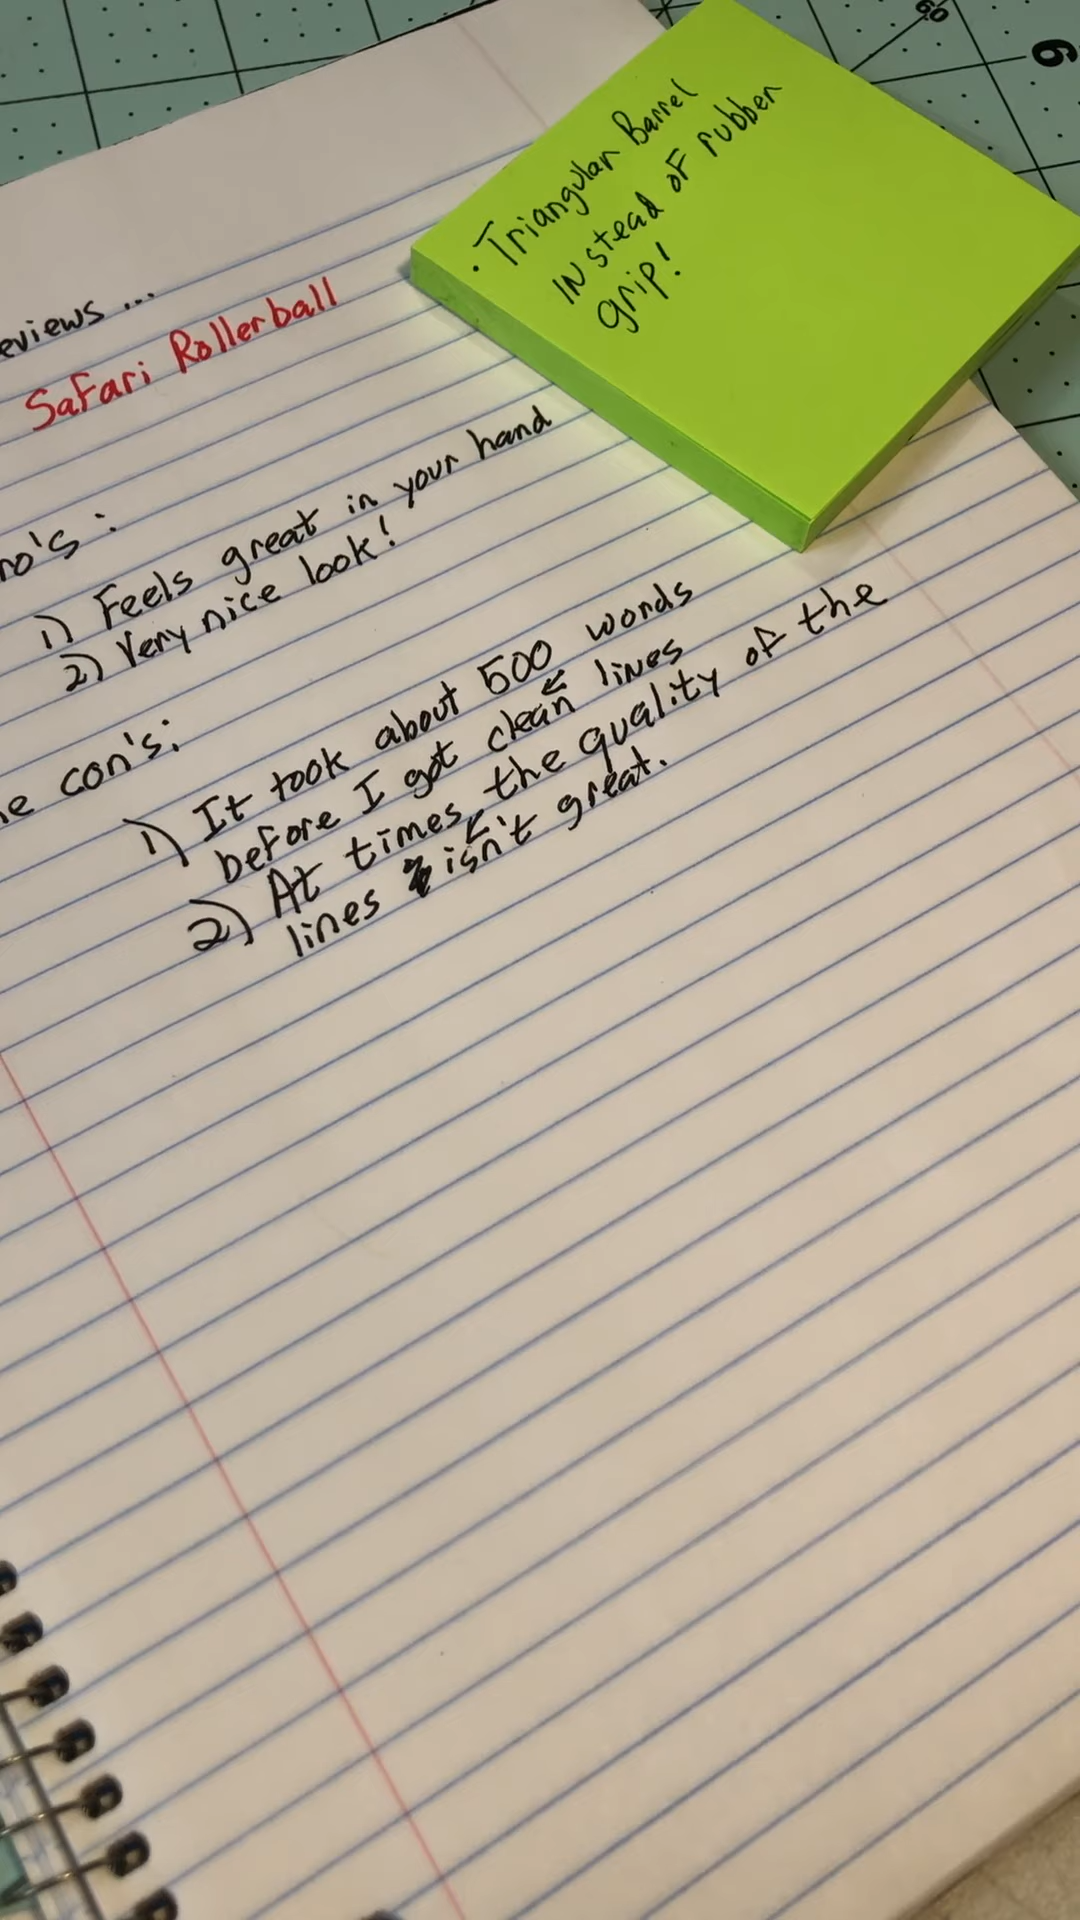 eviews ...
Safari Rollerball
ro's :
1) Feels great in your hand
2) Very nice look!
e con's:
1) It took about 500 words
before I got clean lines
2) At times, the quality of the
lines isn't great.
· Triangular Barrel
INstead oF rubber
grip!
60
6